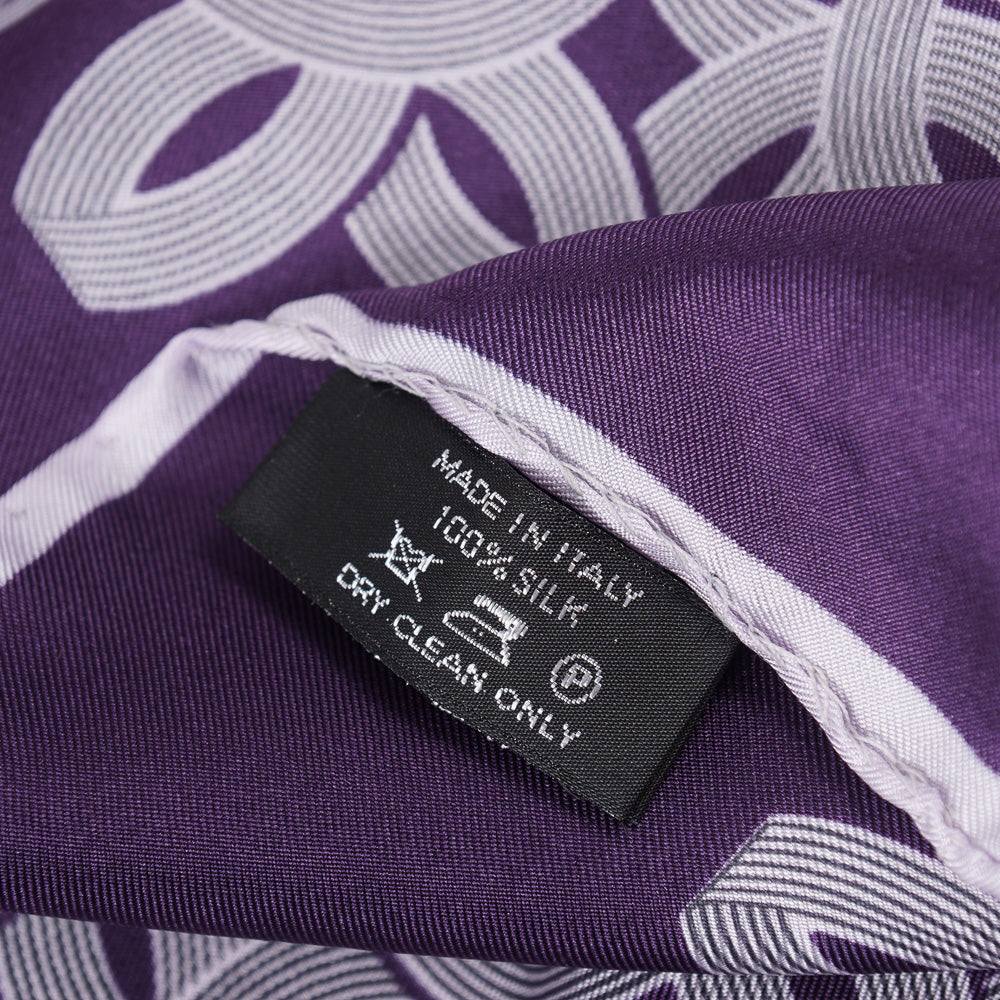 MADE IN ITALY
100% SILK
P
DRY CLEAN ONLY